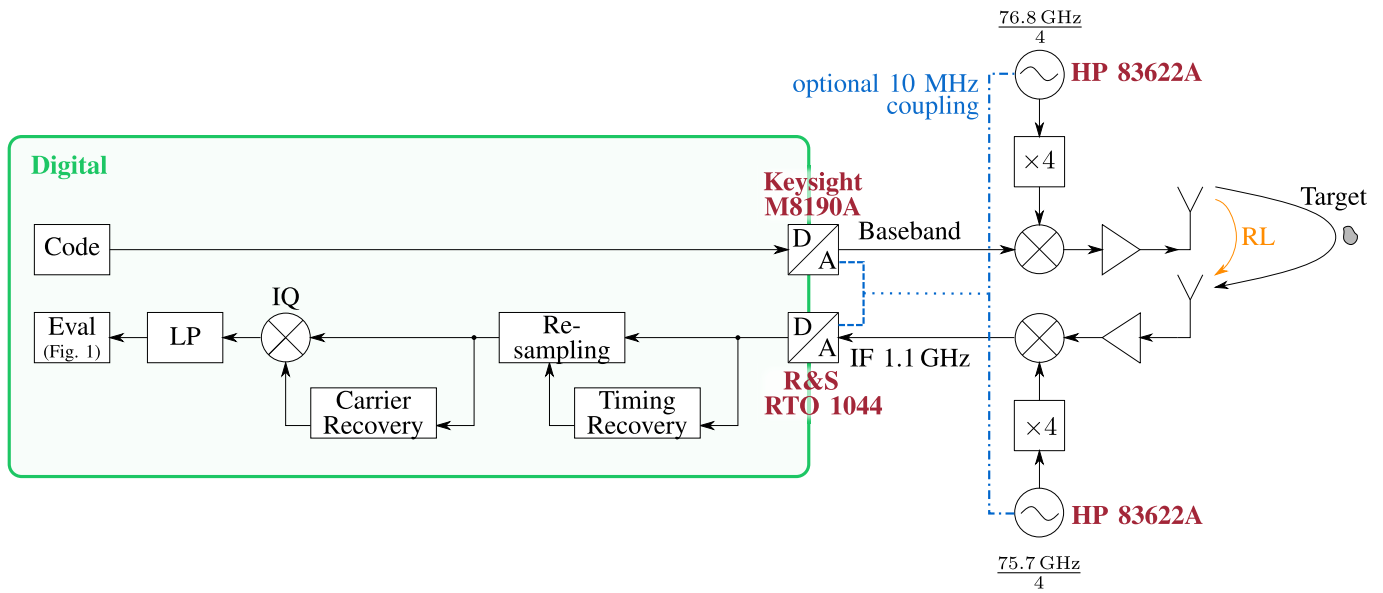 76.8 GHz
4
HP 83622A
optional 10 MHz
coupling
×4
Digital
Keysight
M8190A
Target
Code
D
A
Baseband
RL
IQ
Eval
(Fig. 1)
LP
Re-
sampling
D
A
IF 1.1 GHz
R&S
RTO 1044
Carrier
Recovery
Timing
Recovery
×4
HP 83622A
75.7 GHz
4